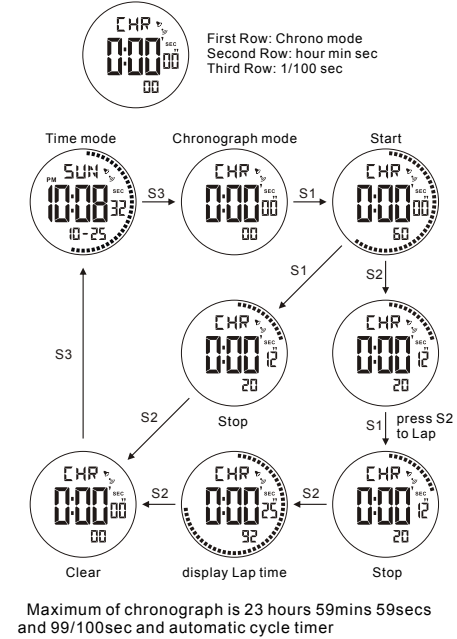 CHR
0:00 SEC 00
00
First Row: Chrono mode
Second Row: hour min sec
Third Row: 1/100 sec
Time mode
Chronograph mode
Start
SUN
PM 10:08 SEC 32
10-25
S3
CHR
0:00 SEC 00
00
S1
CHR
0:00 SEC 00
60
S1
S2
CHR
0:00 SEC 12
20
Stop
CHR
0:00 SEC 12
20
S3
S2
S1
press S2
to Lap
CHR
0:00 SEC 00
00
Clear
S2
CHR
0:00 SEC 25
92
display Lap time
S2
CHR
0:00 SEC 12
20
Stop
Maximum of chronograph is 23 hours 59mins 59secs
and 99/100sec and automatic cycle timer